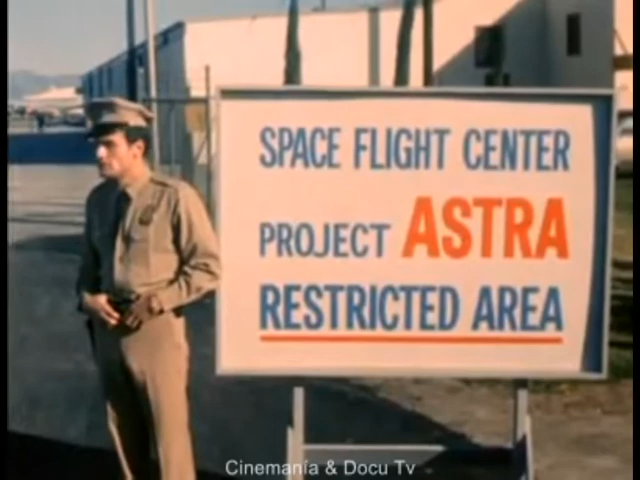 SPACE FLIGHT CENTER
PROJECT ASTRA
RESTRICTED AREA
Cinemanía & Docu Tv